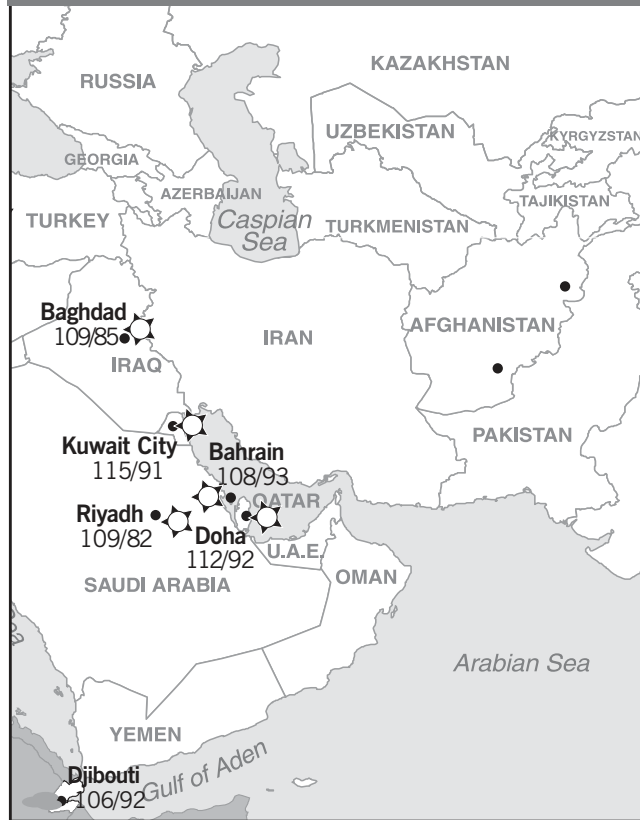 KAZAKHSTAN
RUSSIA
UZBEKISTAN
KYRGYZSTAN
GEORGIA
AZERBAIJAN
TAJIKISTAN
TURKEY
Caspian
Sea
TURKMENISTAN
Baghdad
109/85
IRAQ
IRAN
AFGHANISTAN
Kuwait City
115/91
Bahrain
108/93
PAKISTAN
Riyadh
109/82
QATAR
Doha
112/92
U.A.E.
SAUDI ARABIA
OMAN
Arabian Sea
YEMEN
Gulf of Aden
Djibouti
106/92